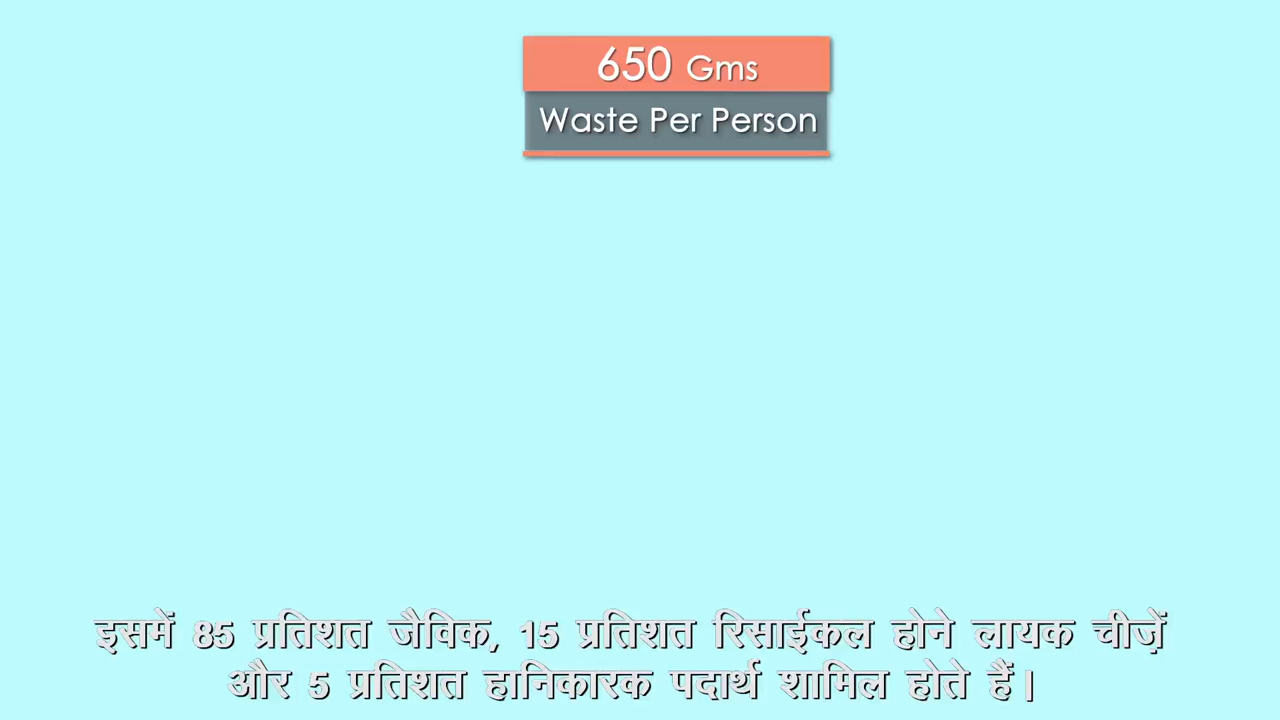 650 Gms
Waste Per Person
इसमें 85 प्रतिशत जैविक, 15 प्रतिशत रिसाईकल होने लायक चीज़ें
और 5 प्रतिशत हानिकारक पदार्थ शामिल होते हैं।